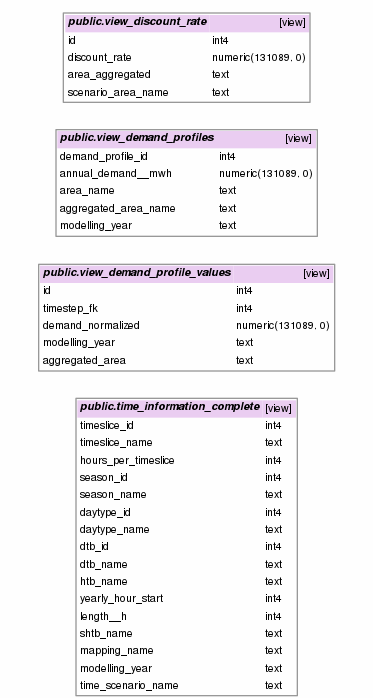 public.view_discount_rate [view]
id int4
discount_rate numeric(131089, 0)
area_aggregated text
scenario_area_name text
public.view_demand_profiles [view]
demand_profile_id int4
annual_demand__mwh numeric(131089, 0)
area_name text
aggregated_area_name text
modelling_year text
public.view_demand_profile_values [view]
id int4
timestep_fk int4
demand_normalized numeric(131089, 0)
modelling_year text
aggregated_area text
public.time_information_complete [view]
timeslice_id int4
timeslice_name text
hours_per_timeslice int4
season_id int4
season_name text
daytype_id int4
daytype_name text
dtb_id int4
dtb_name text
htb_name text
yearly_hour_start int4
length__h int4
shtb_name text
mapping_name text
modelling_year text
time_scenario_name text